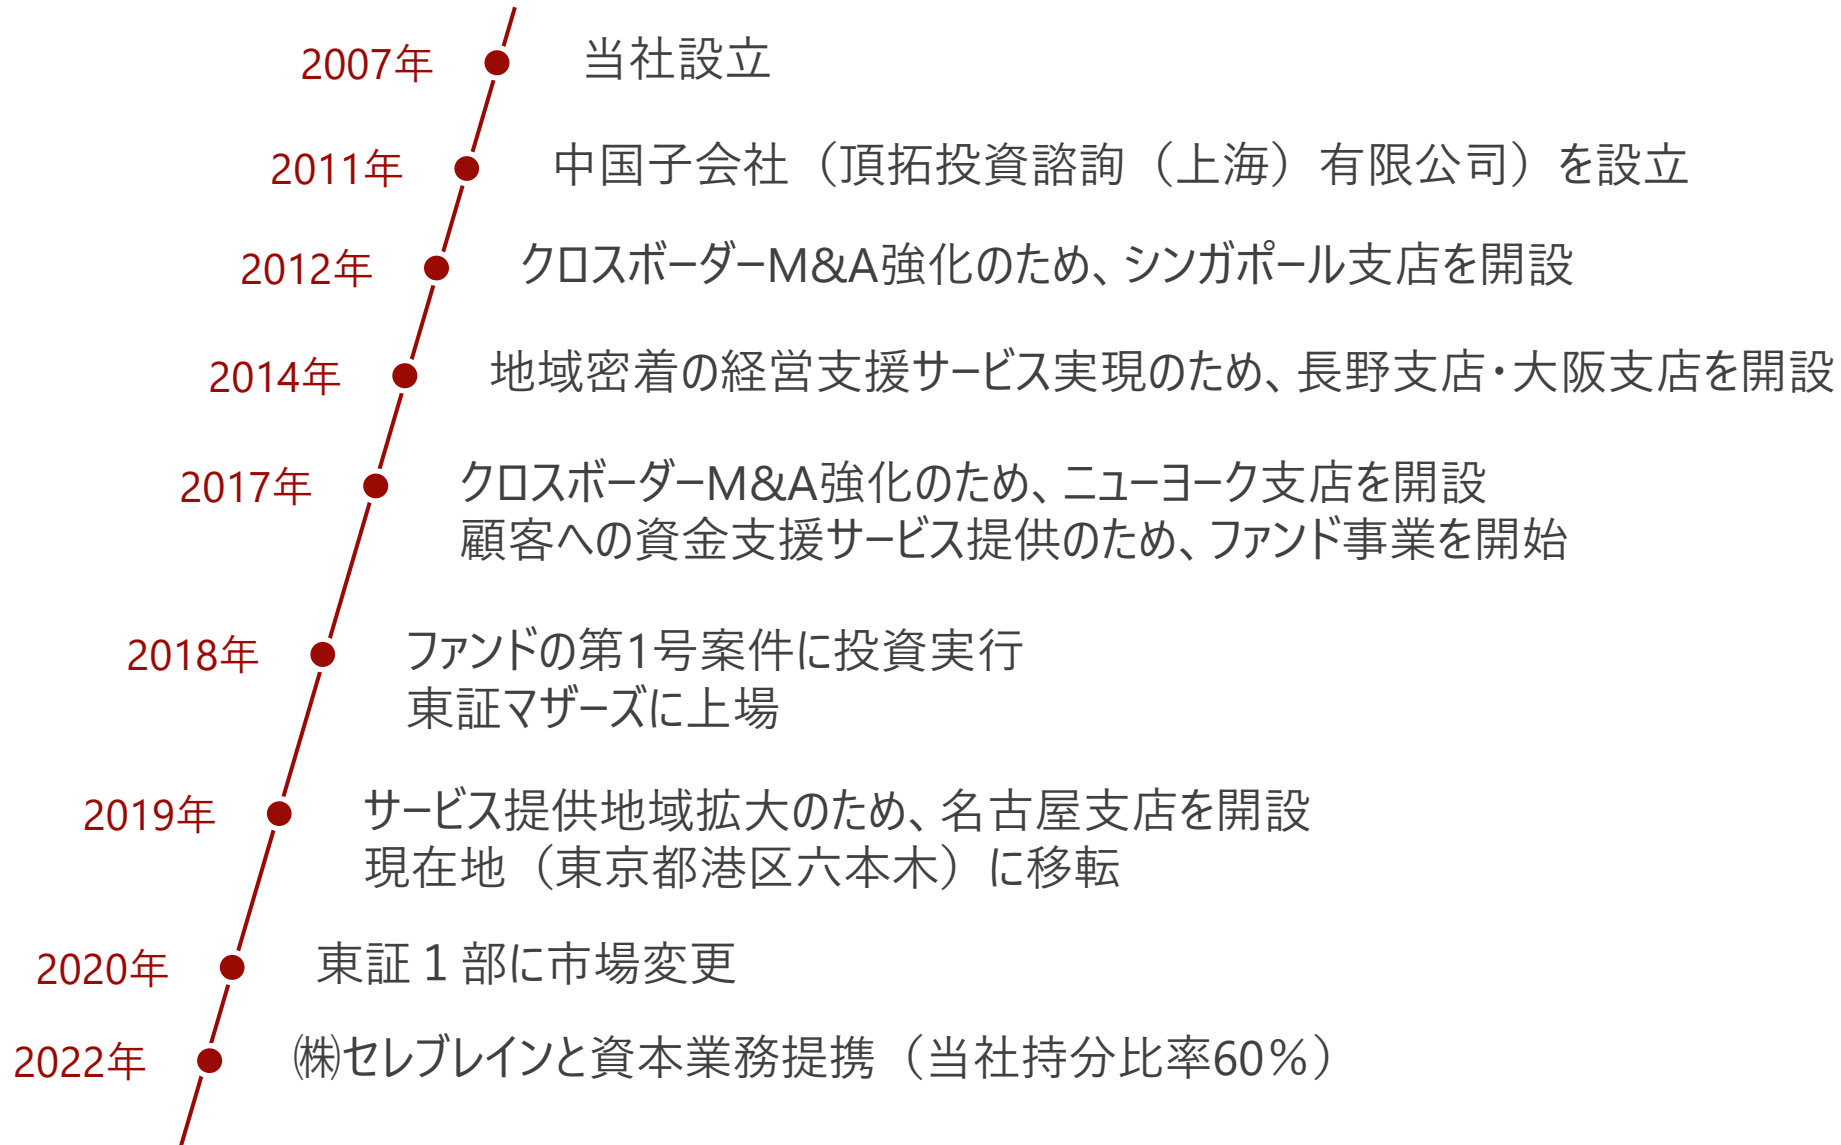 2007年 当社設立
2011年 中国子会社（頂拓投資諮詢（上海）有限公司）を設立
2012年 クロスボーダーM&A強化のため、シンガポール支店を開設
2014年 地域密着の経営支援サービス実現のため、長野支店・大阪支店を開設
2017年 クロスボーダーM&A強化のため、ニューヨーク支店を開設
顧客への資金支援サービス提供のため、ファンド事業を開始
2018年 ファンドの第1号案件に投資実行
東証マザーズに上場
2019年 サービス提供地域拡大のため、名古屋支店を開設
現在地（東京都港区六本木）に移転
2020年 東証１部に市場変更
2022年 ㈱セレブレインと資本業務提携（当社持分比率60％）